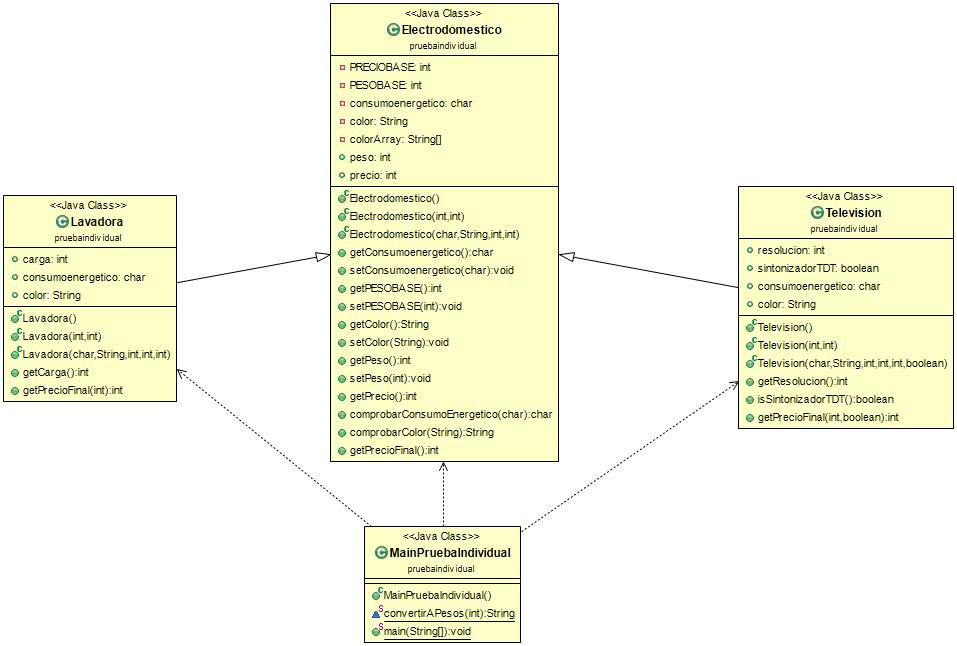 <<Java Class>>
Electrodomestico
pruebaindividual
PRECIOBASE: int
PESOBASE: int
consumoenergetico: char
color: String
colorArray: String[]
peso: int
precio: int
Electrodomestico()
Electrodomestico(int,int)
Electrodomestico(char,String,int,int)
getConsumoenergetico():char
setConsumoenergetico(char):void
getPESOBASE():int
setPESOBASE(int):void
getColor():String
setColor(String):void
getPeso():int
setPeso(int):void
getPrecio():int
comprobarConsumoEnergetico(char):char
comprobarColor(String):String
getPrecioFinal():int
<<Java Class>>
Lavadora
pruebaindividual
carga: int
consumoenergetico: char
color: String
Lavadora()
Lavadora(int,int)
Lavadora(char,String,int,int,int)
getCarga():int
getPrecioFinal(int):int
<<Java Class>>
Television
pruebaindividual
resolucion: int
sintonizadorTDT: boolean
consumoenergetico: char
color: String
Television()
Television(int,int)
Television(char,String,int,int,int,boolean)
getResolucion():int
isSintonizadorTDT():boolean
getPrecioFinal(int,boolean):int
<<Java Class>>
MainPruebaIndividual
pruebaindividual
MainPruebaIndividual()
convertirAPesos(int):String
main(String[]):void